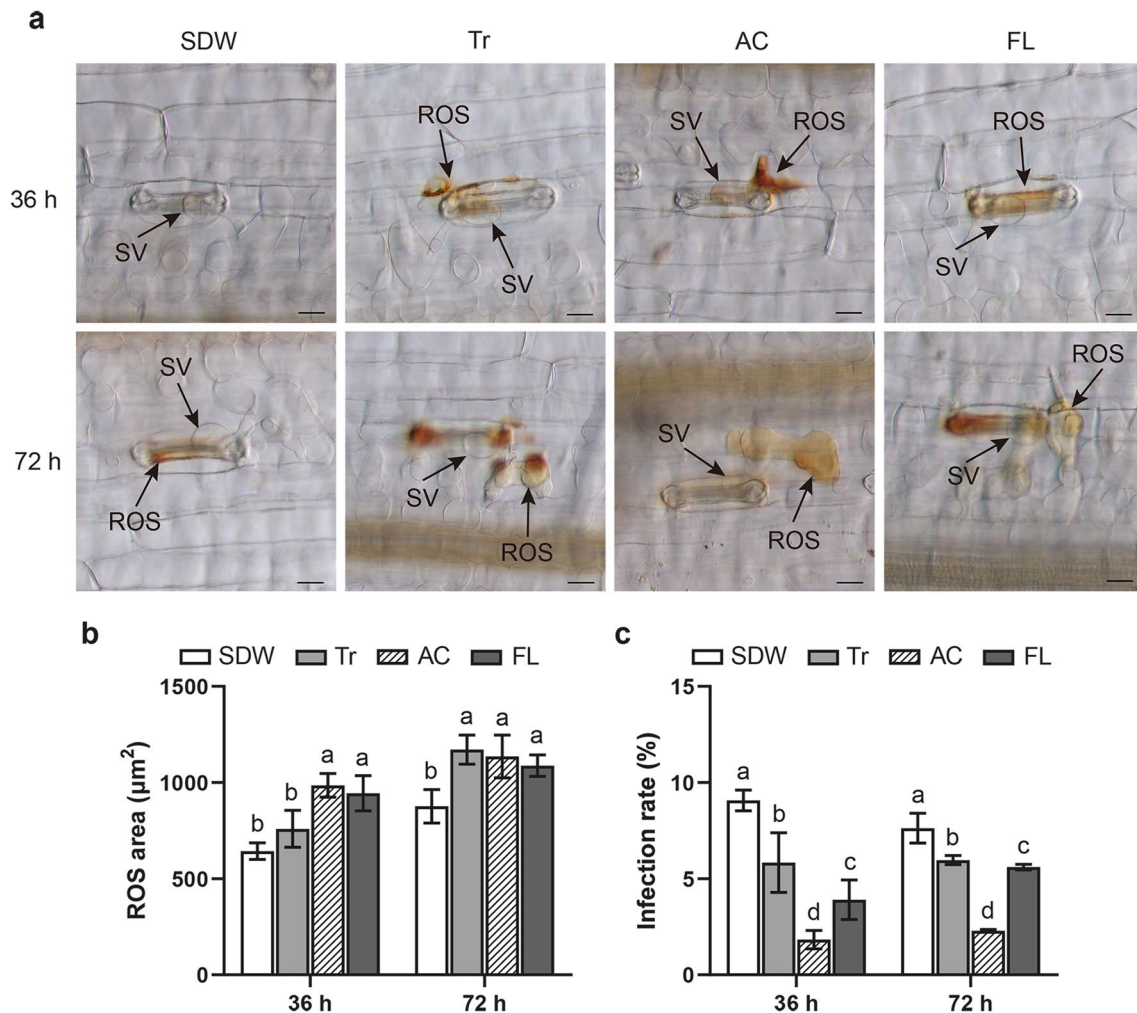 a
SDW Tr AC FL
36 h
SV
ROS
SV
SV ROS
ROS
SV
72 h
SV
ROS
SV
ROS
SV
ROS
ROS
SV
b
SDW Tr AC FL
ROS area (µm²)
1500
1000
500
0
b b a a
b a a a
36 h 72 h
c
SDW Tr AC FL
Infection rate (%)
15
10
5
0
a b d c
a b d c
36 h 72 h